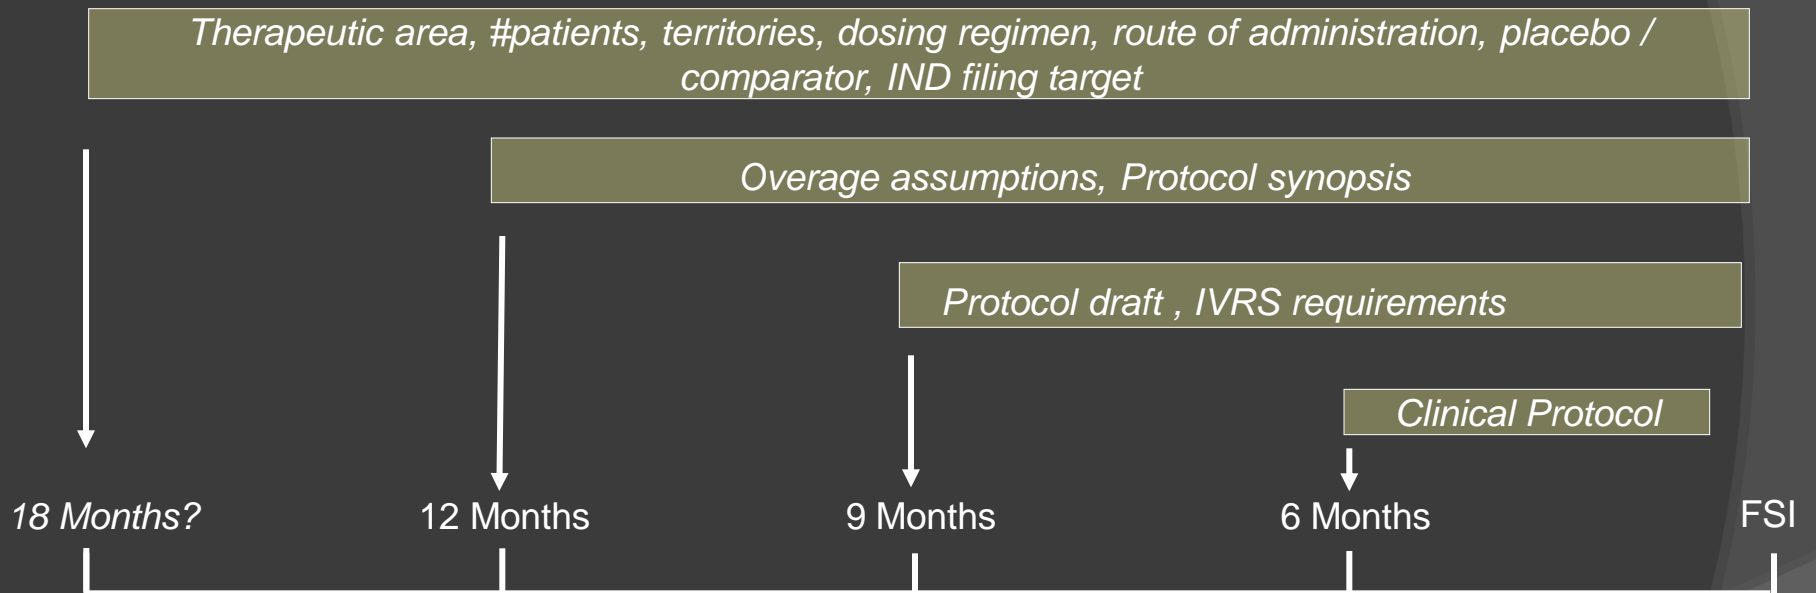 Therapeutic area, #patients, territories, dosing regimen, route of administration, placebo /
comparator, IND filing target
Overage assumptions, Protocol synopsis
Protocol draft , IVRS requirements
Clinical Protocol
18 Months?
12 Months
9 Months
6 Months
FSI